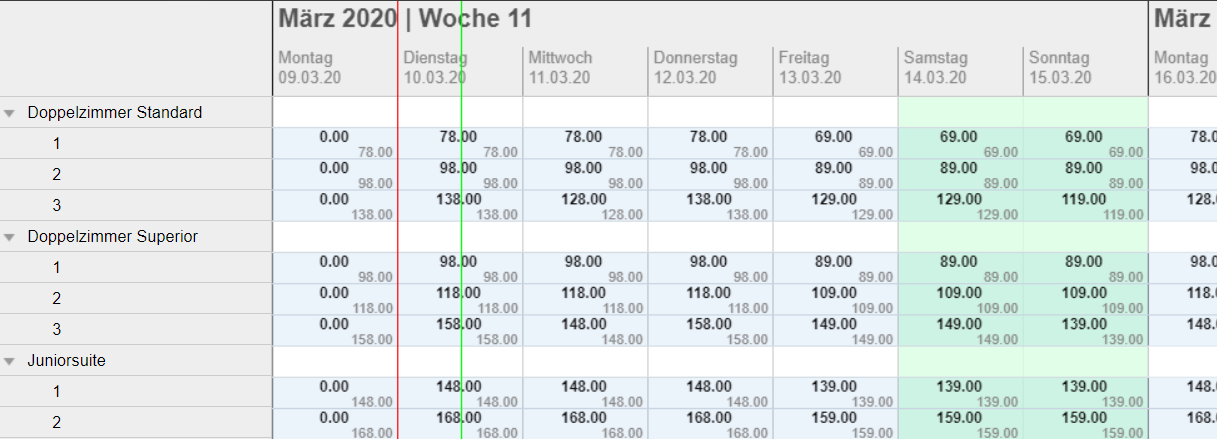 März 2020 | Woche 11 März
Montag Dienstag Mittwoch Donnerstag Freitag Samstag Sonntag Montag
09.03.20 10.03.20 11.03.20 12.03.20 13.03.20 14.03.20 15.03.20 16.03.20
Doppelzimmer Standard
1 0.00 78.00 78.00 78.00 69.00 69.00 69.00 78.0
78.00 78.00 78.00 78.00 69.00 69.00 69.00
2 0.00 98.00 98.00 98.00 89.00 89.00 89.00 98.0
98.00 98.00 98.00 98.00 89.00 89.00 89.00
3 0.00 138.00 128.00 138.00 129.00 129.00 119.00 128.
138.00 138.00 128.00 138.00 129.00 129.00 119.00
Doppelzimmer Superior
1 0.00 98.00 98.00 98.00 89.00 89.00 89.00 98.0
98.00 98.00 98.00 98.00 89.00 89.00 89.00
2 0.00 118.00 118.00 118.00 109.00 109.00 109.00 118.
118.00 118.00 118.00 118.00 109.00 109.00 109.00
3 0.00 158.00 148.00 158.00 149.00 149.00 139.00 148.
158.00 158.00 148.00 158.00 149.00 149.00 139.00
Juniorsuite
1 0.00 148.00 148.00 148.00 139.00 139.00 139.00 148.
148.00 148.00 148.00 148.00 139.00 139.00 139.00
2 0.00 168.00 168.00 168.00 159.00 159.00 159.00 168.
168.00 168.00 168.00 168.00 159.00 159.00 159.00